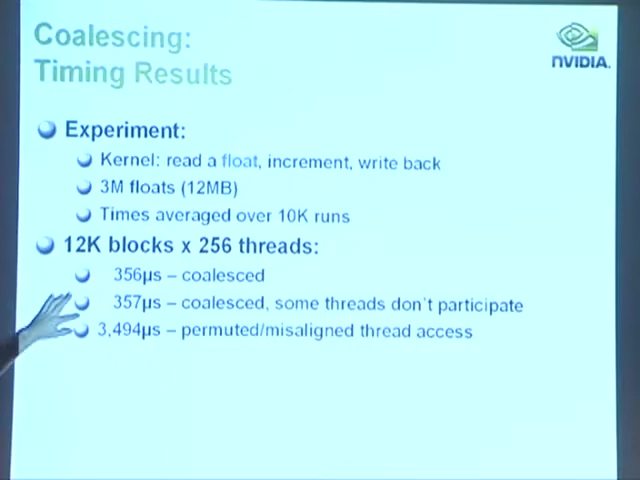 Coalescing:
Timing Results
NVIDIA.
Experiment:
Kernel: read a float, increment, write back
3M floats (12MB)
Times averaged over 10K runs
12K blocks x 256 threads:
356µs – coalesced
357µs – coalesced, some threads don't participate
3,494µs – permuted/misaligned thread access